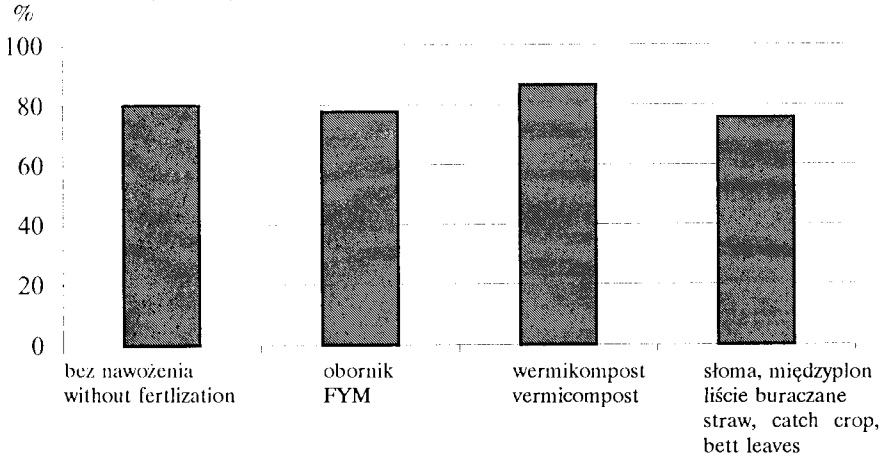 %
100
80
60
40
20
0
bez nawożenia
without fertlization
obornik
FYM
wermikompost
vermicompost
słoma, międzyplon
liście buraczane
straw, catch crop,
bett leaves